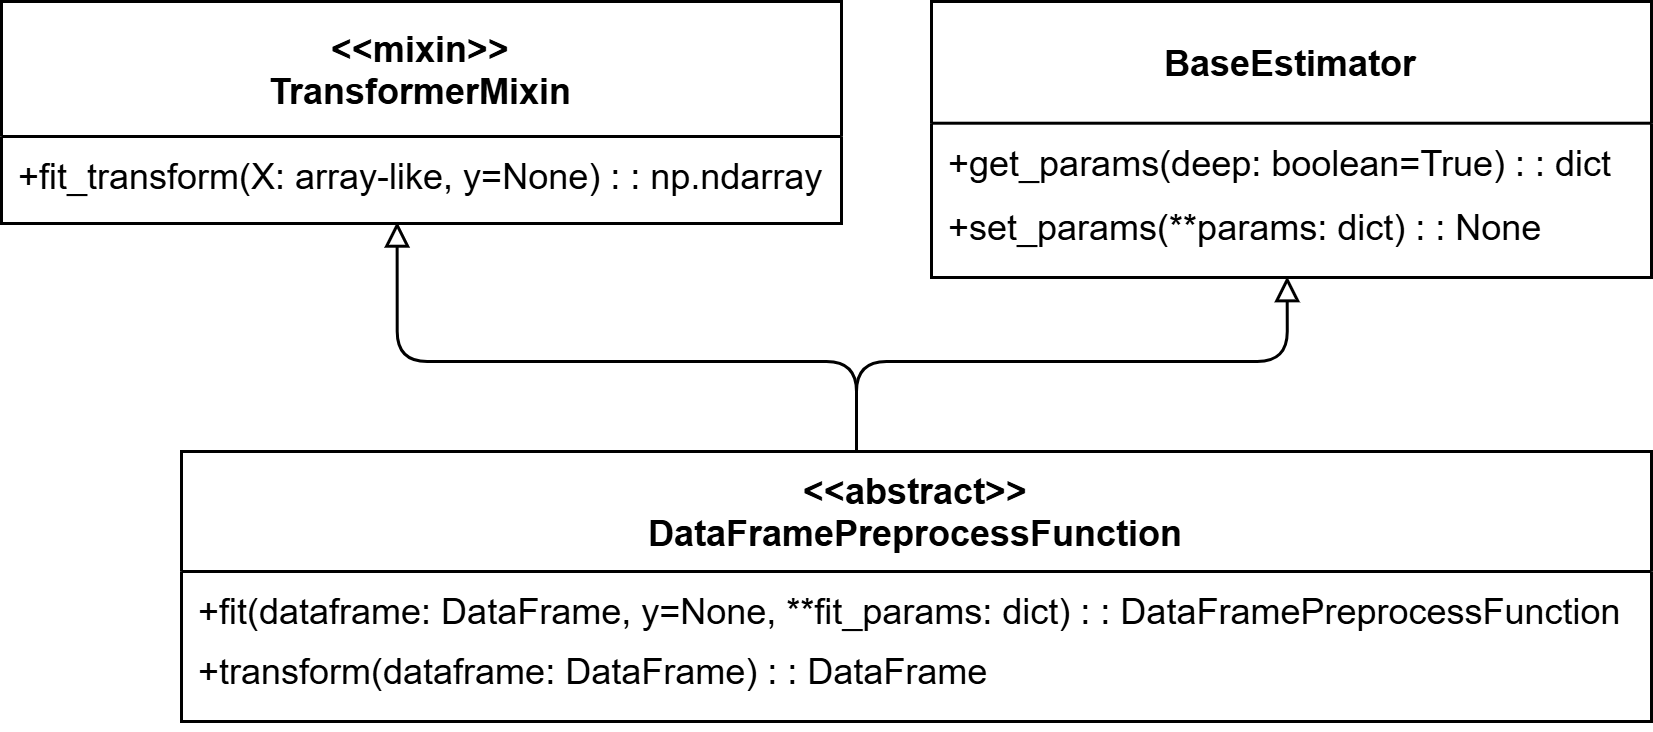 <<mixin>>
TransformerMixin
+fit_transform(X: array-like, y=None) : : np.ndarray
BaseEstimator
+get_params(deep: boolean=True) : : dict
+set_params(**params: dict) : : None
<<abstract>>
DataFramePreprocessFunction
+fit(dataframe: DataFrame, y=None, **fit_params: dict) : : DataFramePreprocessFunction
+transform(dataframe: DataFrame) : : DataFrame